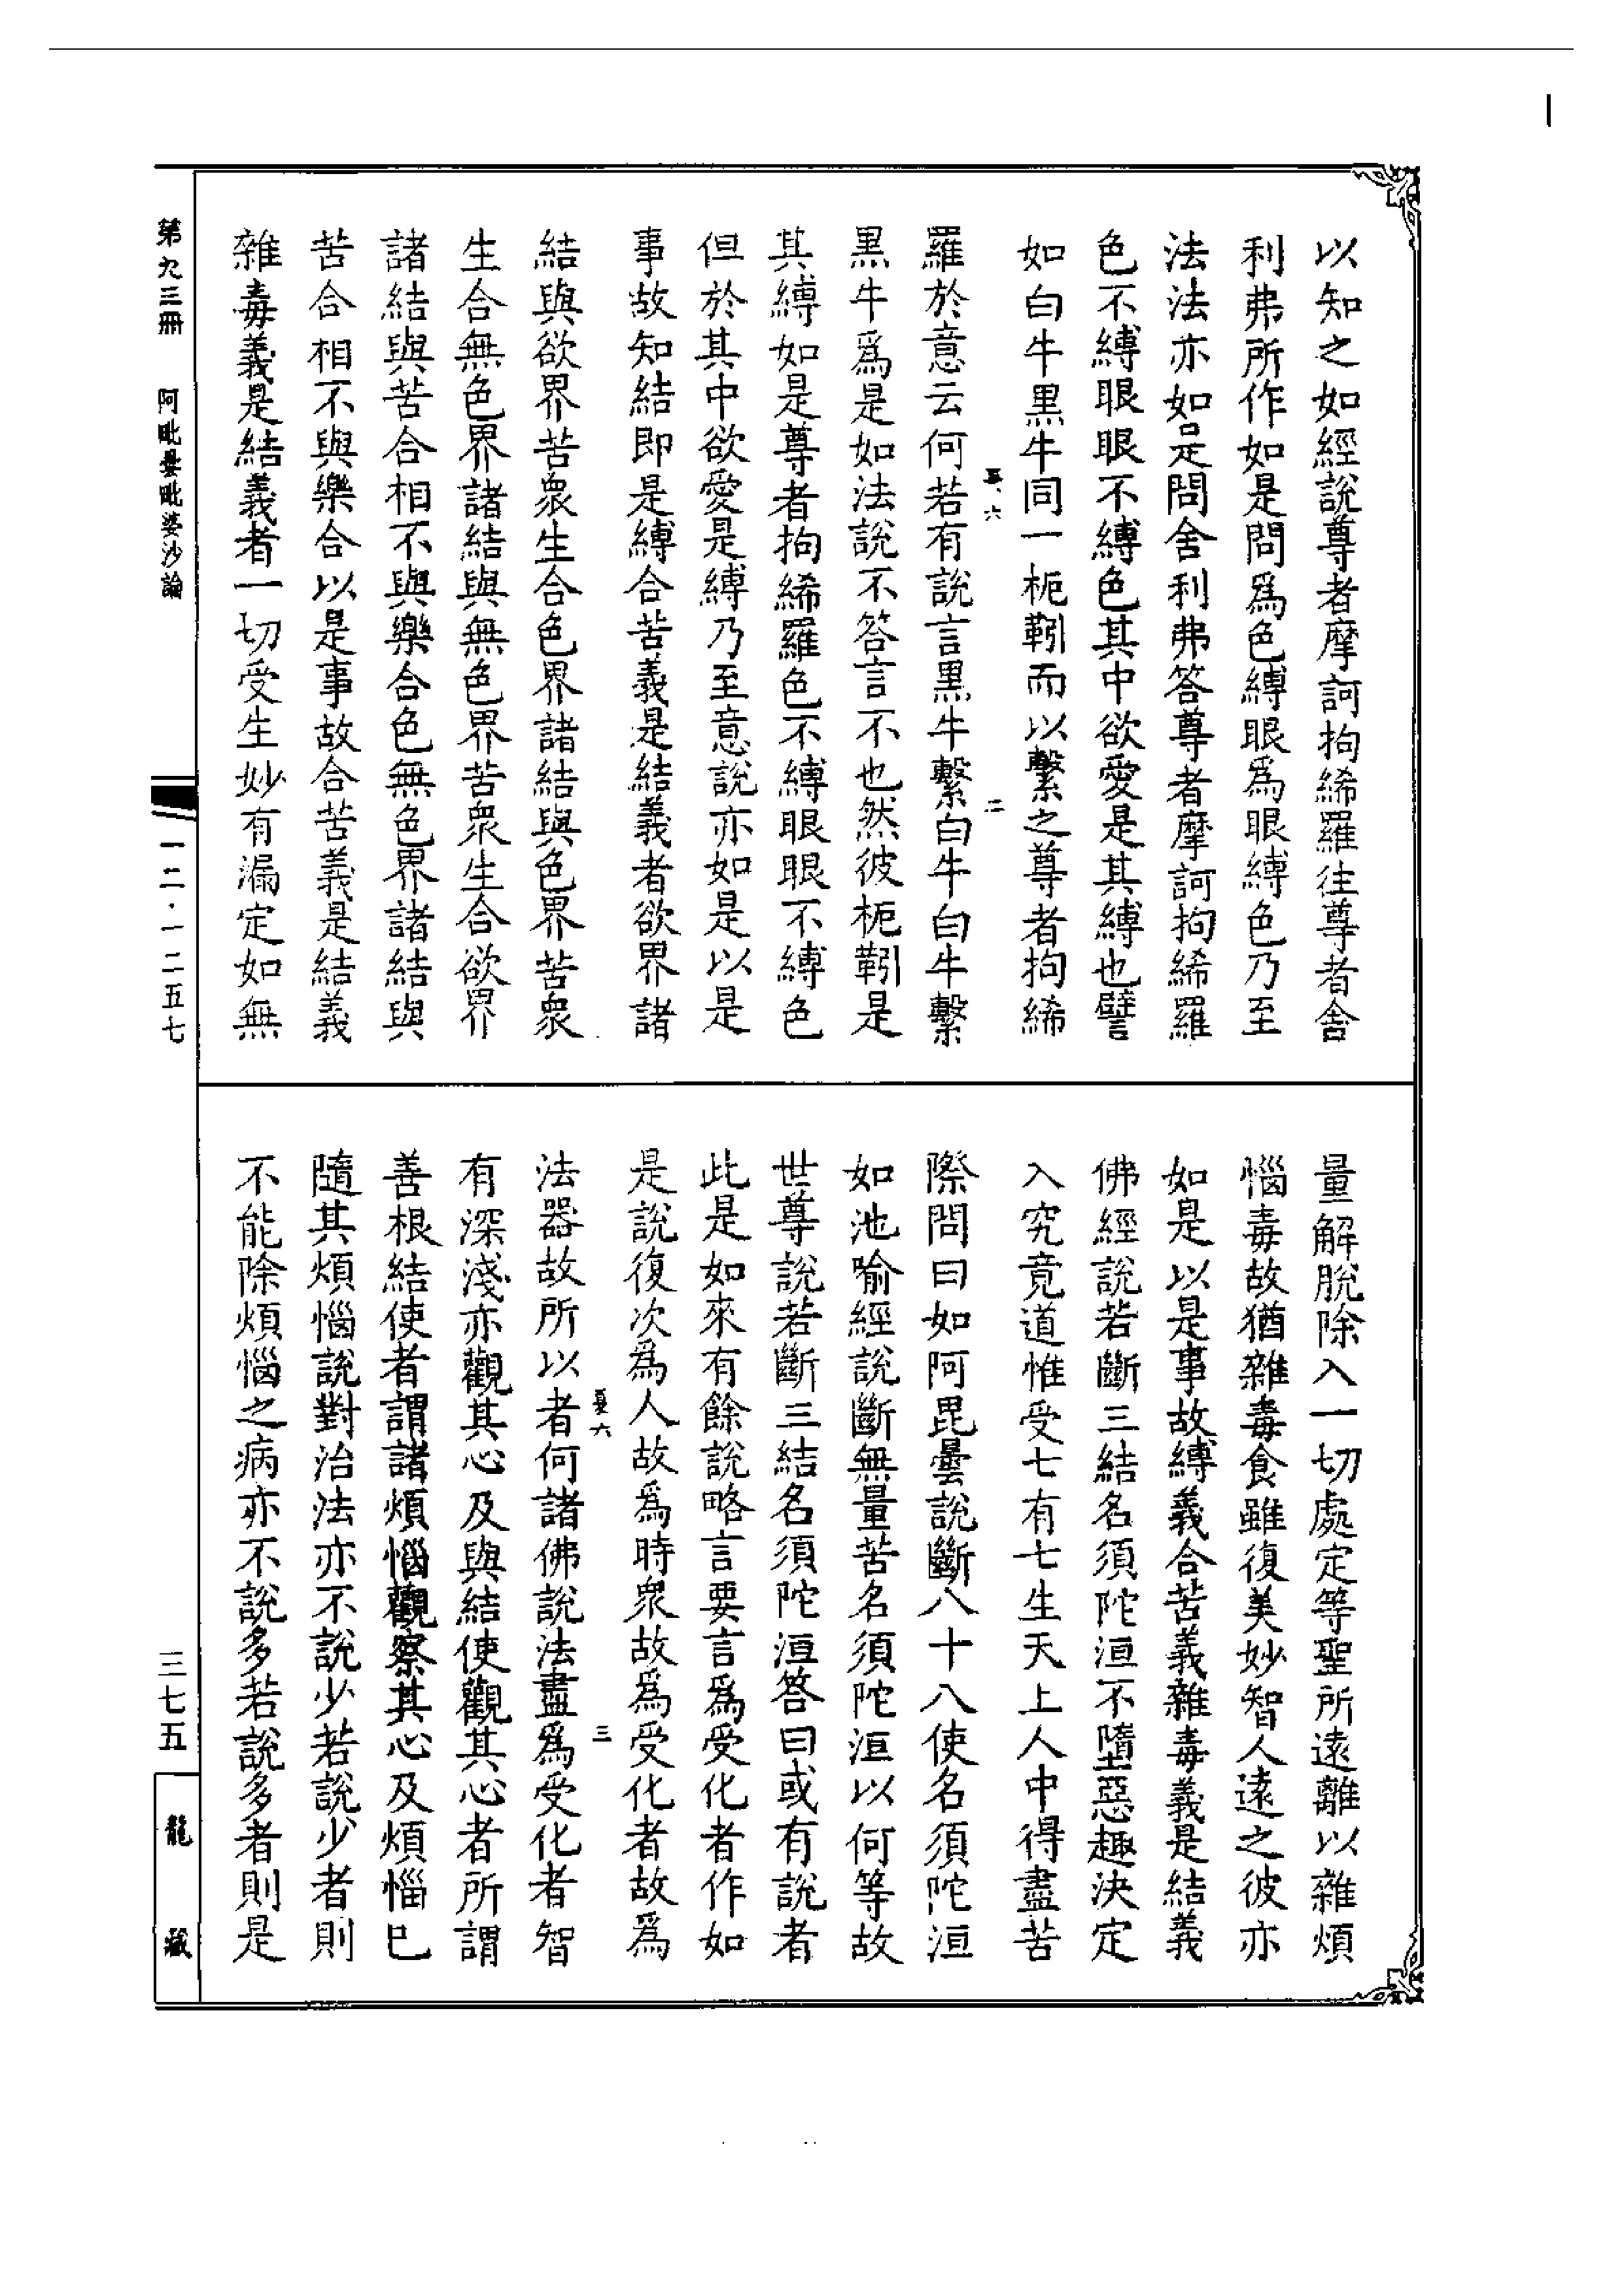 以知之如經說尊者摩訶拘絺羅往尊者舍
利弗所作如是問爲色縛眼爲眼縛色乃至
法法亦如是問舍利弗答尊者摩訶拘絺羅
色不縛眼眼不縛色其中欲愛是其縛也譬
如白牛黑牛同一枙靷而以繫之尊者拘絺
羅於意云何若有說言黑牛繫白牛白牛繫
黑牛爲是如法說不答言不也然彼枙靷是
其縛如是尊者拘絺羅色不縛眼眼不縛色
但於其中欲愛是縛乃至意說亦如是以是
事故知結即是縛合苦義是結義者欲界諸
結與欲界苦衆生合色界諸結與色界苦衆
生合無色界諸結與無色界苦衆生合欲界
諸結與苦合相不與樂合色無色界諸結與
苦合相不與樂合以是事故合苦義是結義
雜毒義是結義者一切受生妙有漏定如無
量解脫除入一切處定等聖所遠離以雜煩
惱毒故猶雜毒食雖復美妙智人遠之彼亦
如是以是事故縛義合苦義雜毒義是結義
佛經說若斷三結名須陀洹不墮惡趣決定
入究竟道惟受七有七生天上人中得盡苦
際問曰如阿毘曇說斷八十八使名須陀洹
如池喻經說斷無量苦名須陀洹以何等故
世尊說若斷三結名須陀洹答曰或有說者
此是如來有餘說略言要言爲受化者作如
是說復次爲人故爲時衆故爲受化者故爲
法器故所以者何諸佛說法盡爲受化者智
有深淺亦觀其心及與結使觀其心者所謂
善根結使者謂諸煩惱觀察其心及煩惱巳
隨其煩惱說對治法亦不說少若說少者則
不能除煩惱之病亦不說多若說多者則是
第九三冊 阿毗曇毗婆沙論
一二·一二五七
三七五
龍藏
六
二
六
三